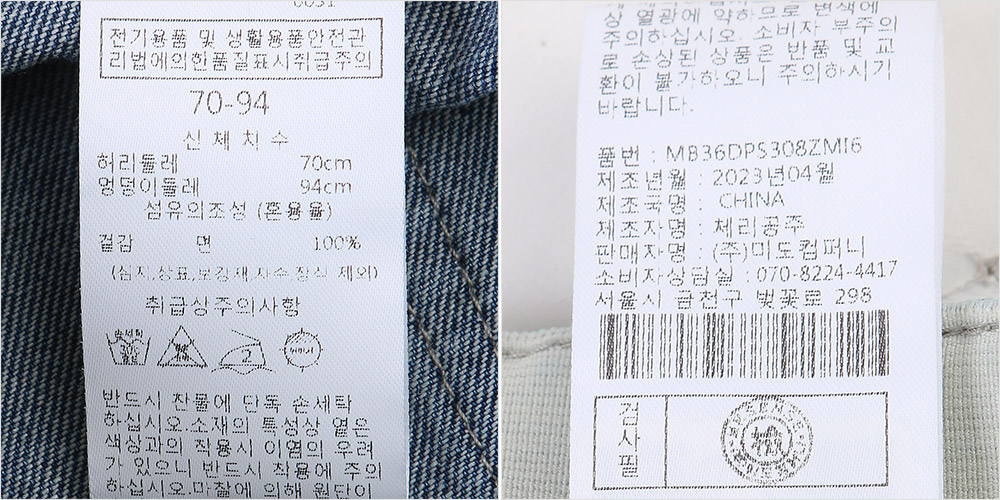 0031
전기용품 및 생활용품안전관
리법에의한품질표시취급주의
70-94
신체치수
허리둘레 70cm
엉덩이둘레 94cm
섬유의조성 (혼용율)
겉감 면 100%
(심지,상표,보강재,자수,장식 제외)
취급상주의사항
손세탁
30℃
2
반드시 찬물에 단독 손세탁
하십시오.소재의 특성상 옅은
색상과의 착용시 이염의 우려
가 있으니 반드시 착용에 주의
하십시오.마찰에 의해 원단이
상 열광에 약하므로 변색에
주의하십시오. 소비자 부주의
로 손상된 상품은 반품 및 교
환이 불가하오니 주의하시기
바랍니다.
품번 : MB36DPS308ZMI6
제조년월 : 2023년04월
제조국명 : CHINA
제조자명 : 체리공주
판매자명 : (주)미도컴퍼니
소비자상담실 : 070-8224-4417
서울시 금천구 벚꽃로 298
검사필